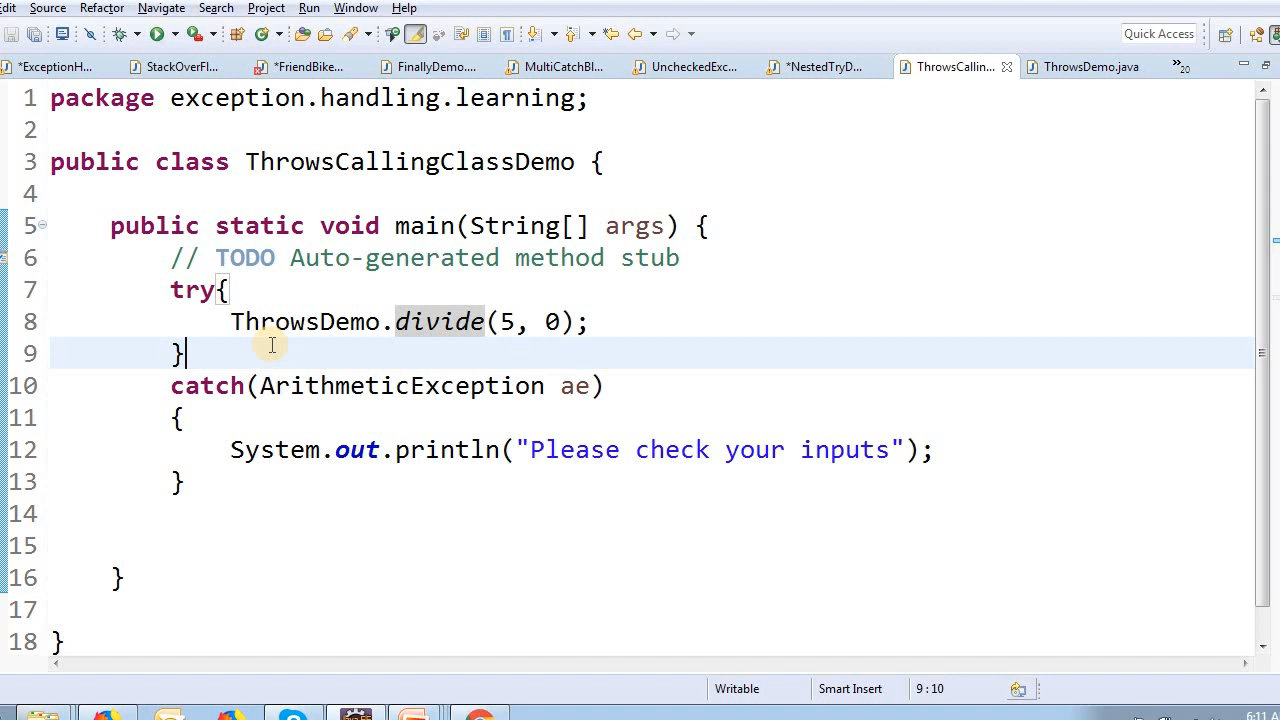 dit Source Refactor Navigate Search Project Run Window Help
Quick Access
*ExceptionH... StackOverFl... *FriendBike... FinallyDemo.... MultiCatchBl... UncheckedExc... *NestedTryD... ThrowsCallin... ThrowsDemo.java »20
1 package exception.handling.learning;
2
3 public class ThrowsCallingClassDemo {
4
5 public static void main(String[] args) {
6 // TODO Auto-generated method stub
7 try{
8 ThrowsDemo.divide(5, 0);
9 }
10 catch(ArithmeticException ae)
11 {
12 System.out.println("Please check your inputs");
13 }
14
15
16 }
17
18 }
Writable Smart Insert 9:10
6:11 A